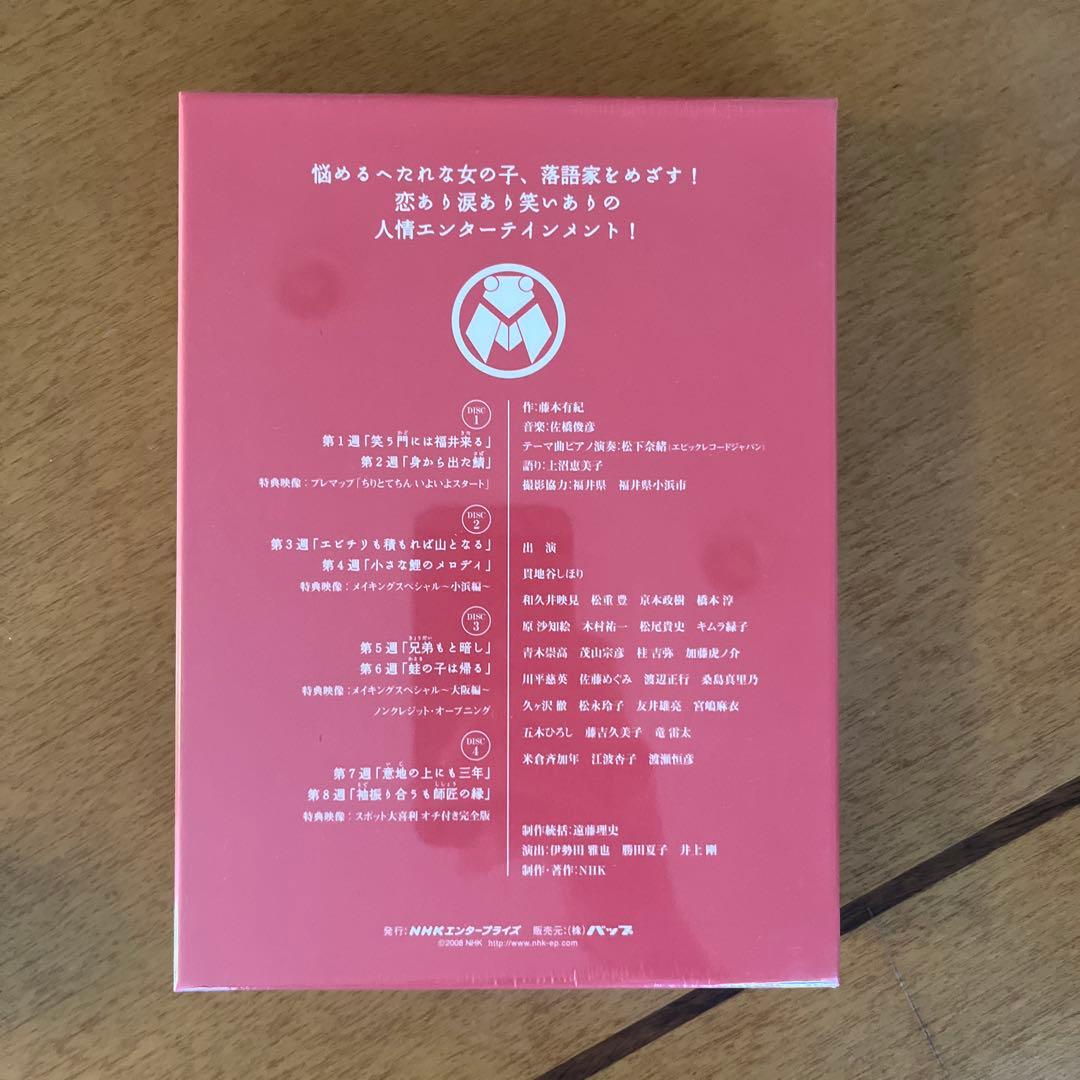 悩めるへたれな女の子、落語家をめざす！
恋あり涙あり笑いありの
人情エンターテインメント！
DISC 1
第1週「笑う門には福井来る」
第2週「身から出た鯖」
特典映像：プレマップ「ちりとてちん いよいよスタート」
DISC 2
第3週「エビチリも積もれば山となる」
第4週「小さな鯉のメロディ」
特典映像：メイキングスペシャル〜小浜編〜
DISC 3
第5週「兄弟もと暗し」
第6週「蛙の子は帰る」
特典映像：メイキングスペシャル〜大阪編〜
ノンクレジット・オープニング
DISC 4
第7週「意地の上にも三年」
第8週「袖振り合うも師匠の縁」
特典映像：スポット大喜利 オチ付き完全版
作：藤本有紀
音楽：佐橋俊彦
テーマ曲ピアノ演奏：松下奈緒（エピックレコードジャパン）
語り：上沼恵美子
撮影協力：福井県　福井県小浜市
出　演
貫地谷しほり
和久井映見　松重 豊　京本政樹　橋本 淳
原 沙知絵　木村祐一　松尾貴史　キムラ緑子
青木崇高　茂山宗彦　桂 吉弥　加藤虎ノ介
川平慈英　佐藤めぐみ　渡辺正行　桑島真里乃
久ヶ沢 徹　松永玲子　友井雄亮　宮嶋麻衣
五木ひろし　藤吉久美子　竜 雷太
米倉斉加年　江波杏子　渡瀬恒彦
制作統括：遠藤理史
演出：伊勢田 雅也　勝田夏子　井上 剛
制作・著作：NHK
発行：NHKエンタープライズ　販売元：（株）バップ
©2008 NHK http://www.nhk-ep.com